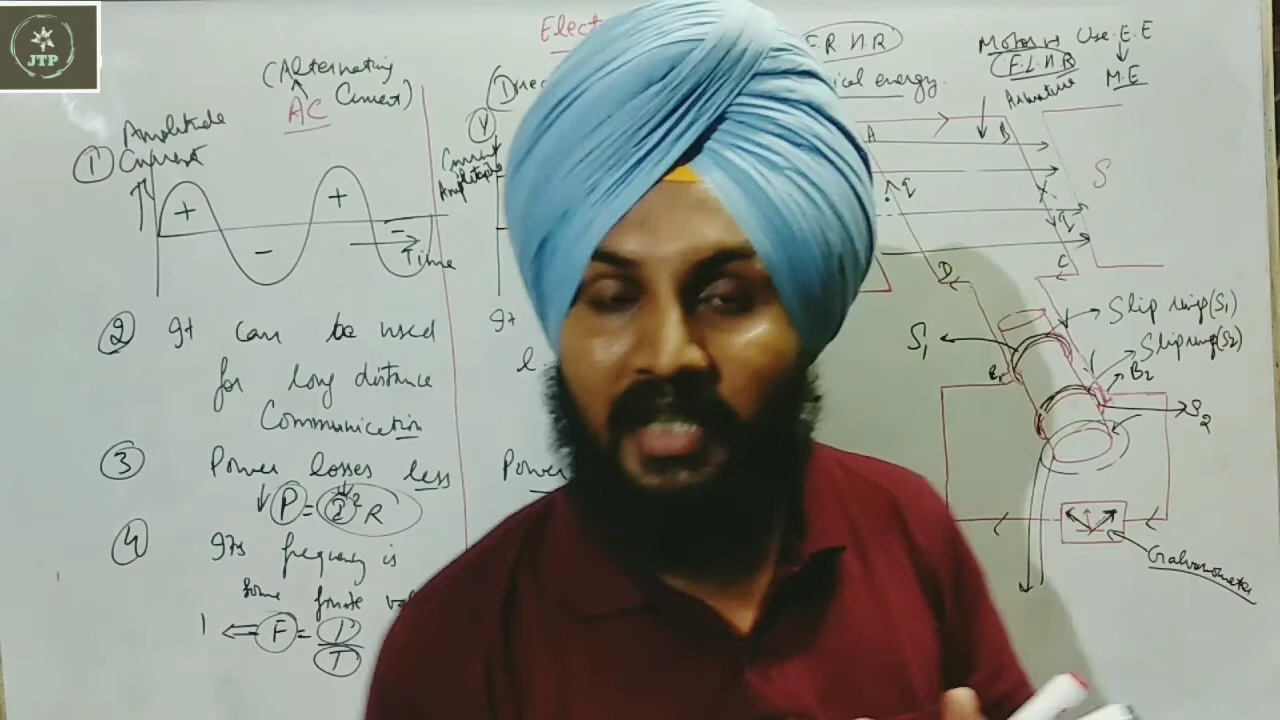 JTP
Elect
(Alternating
Current)
AC
Amplitude
① Current
+
-
+
-
Time
② It can be used
for long distance
Communication
③ Power losses less
↓ P = I² R
④ Its frequency is
some finite
F = 1
T
(Direc
Current
Amplitude
It
Power
F.R.H.R
ical energy.
Motor → Use. E.E
F.L.H.R
M.E
Armature
A
B
S
D
C
Slip ring (S1)
Slip ring (S2)
S1
B1
B2
S2
Galvanometer